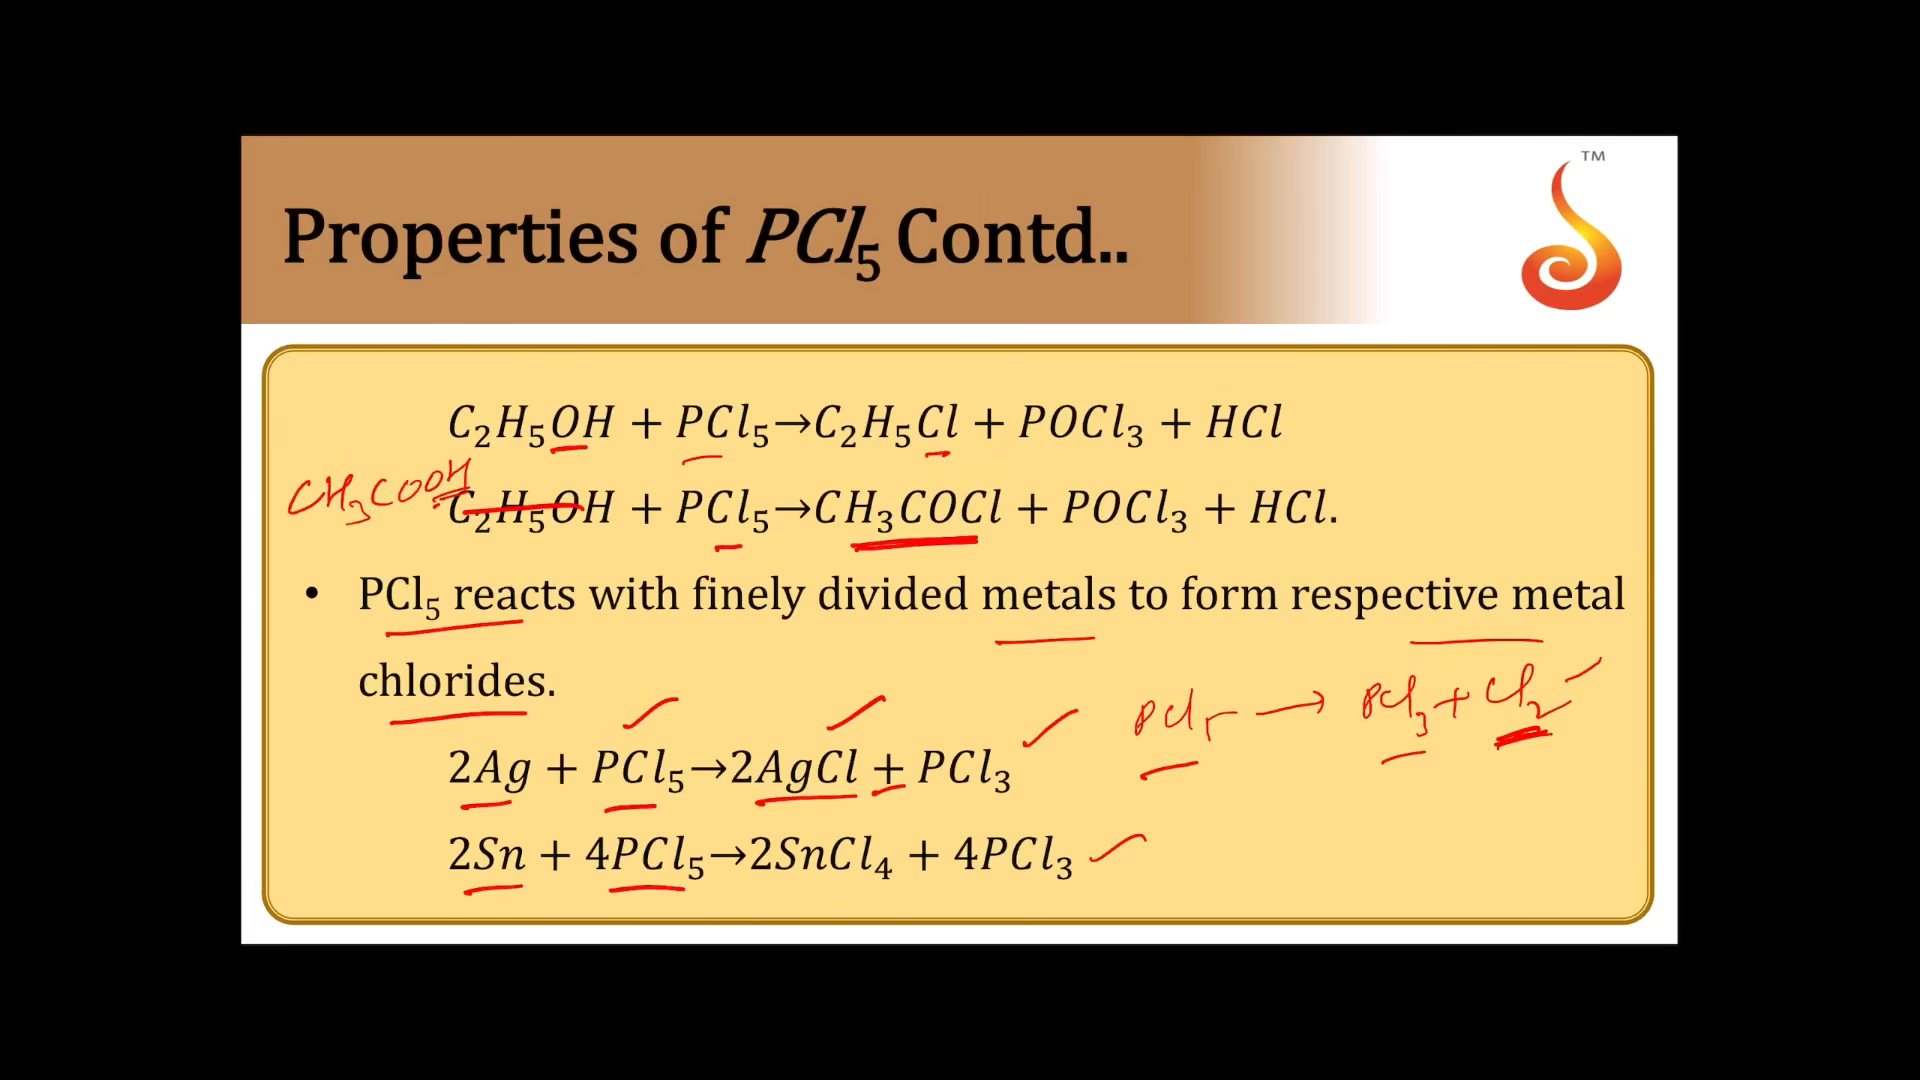 ™
Properties of PCl₅ Contd..
C₂H₅OH + PCl₅→C₂H₅Cl + POCl₃ + HCl
CH₃COOH
C₂H₅OH + PCl₅→CH₃COCl + POCl₃ + HCl.
• PCl₅ reacts with finely divided metals to form respective metal
chlorides.
PCl₅ → PCl₃ + Cl₂
2Ag + PCl₅→2AgCl + PCl₃
2Sn + 4PCl₅→2SnCl₄ + 4PCl₃